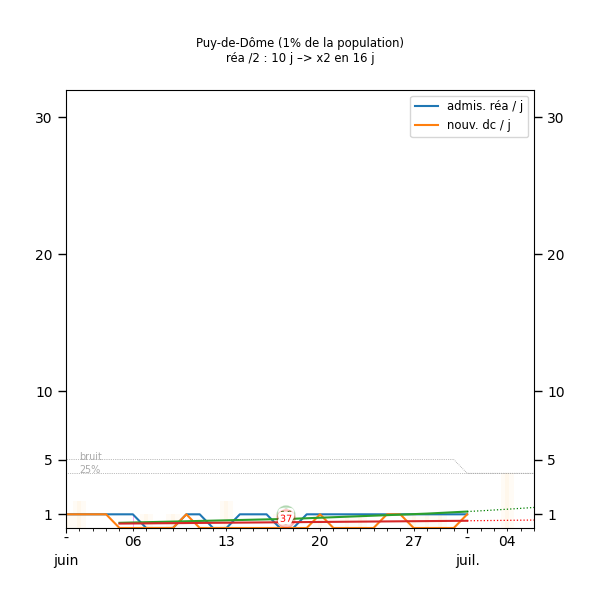 Puy-de-Dôme (1% de la population)
réa /2 : 10 j –> x2 en 16 j
admis. réa / j
nouv. dc / j
30
30
20
20
10
10
5
5
1
1
bruit
25%
37
- 06 13 20 27 - 04
juin juil.